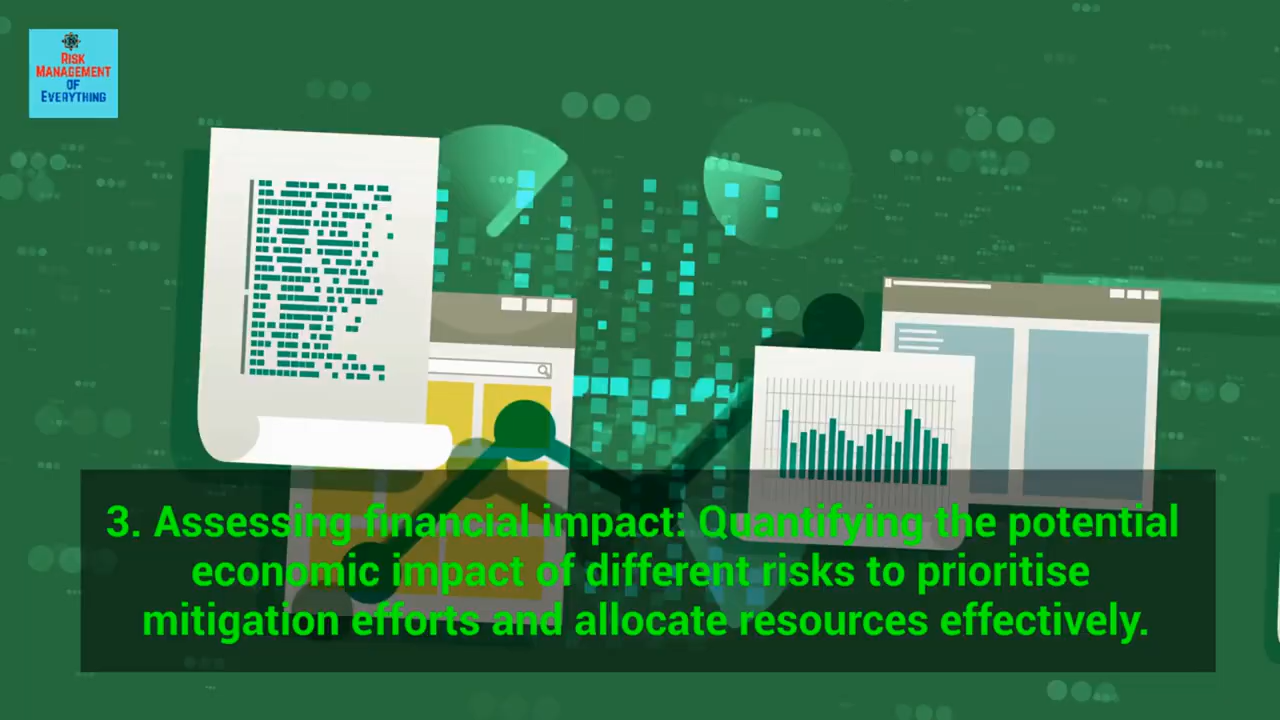 RISK
MANAGEMENT
OF
EVERYTHING
3. Assessing financial impact: Quantifying the potential
economic impact of different risks to prioritise
mitigation efforts and allocate resources effectively.